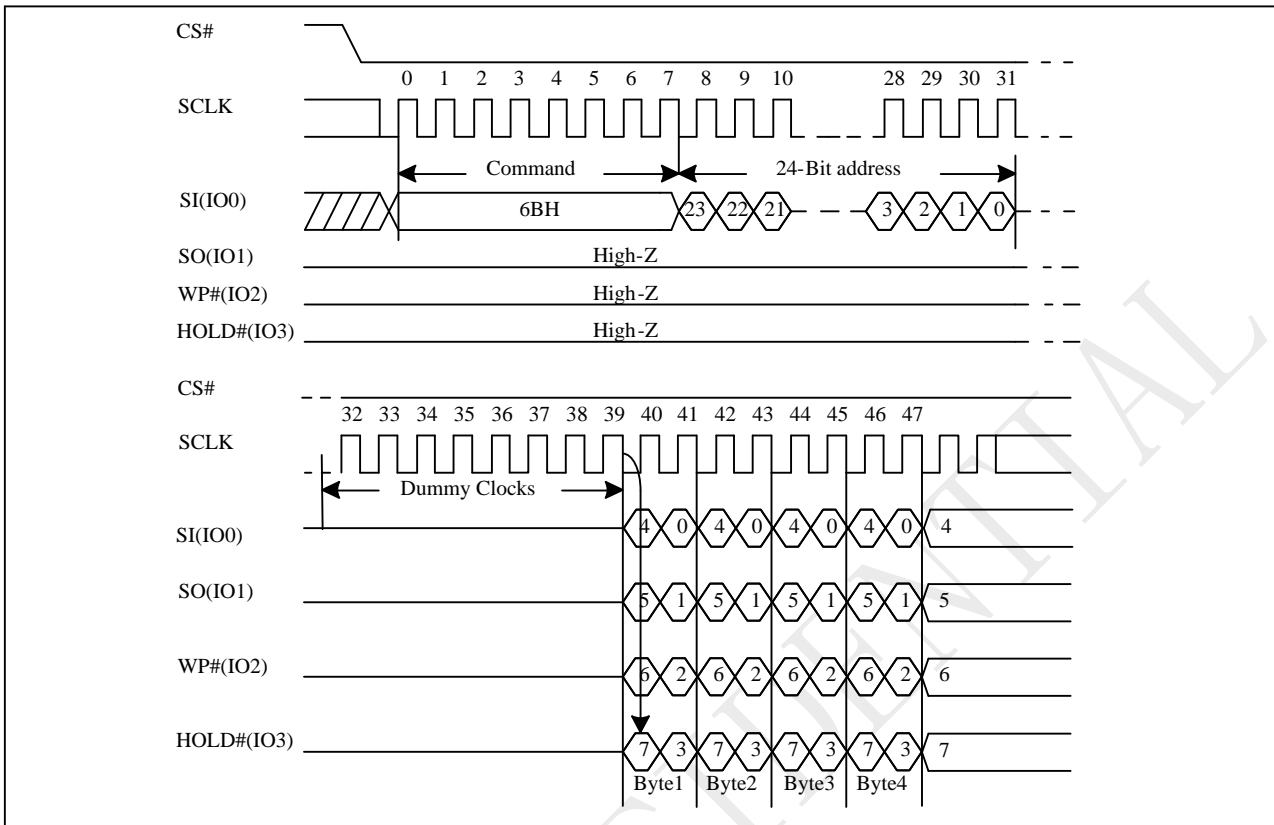 CS#
0 1 2 3 4 5 6 7 8 9 10 28 29 30 31
SCLK
Command 24-Bit address
SI(IO0) 6BH 23 22 21 3 2 1 0
SO(IO1) High-Z
WP#(IO2) High-Z
HOLD#(IO3) High-Z
CS#
32 33 34 35 36 37 38 39 40 41 42 43 44 45 46 47
SCLK
Dummy Clocks
SI(IO0) 4 0 4 0 4 0 4 0 4
SO(IO1) 5 1 5 1 5 1 5 1 5
WP#(IO2) 6 2 6 2 6 2 6 2 6
HOLD#(IO3) 7 3 7 3 7 3 7 3 7
Byte1 Byte2 Byte3 Byte4
IDENTIAL